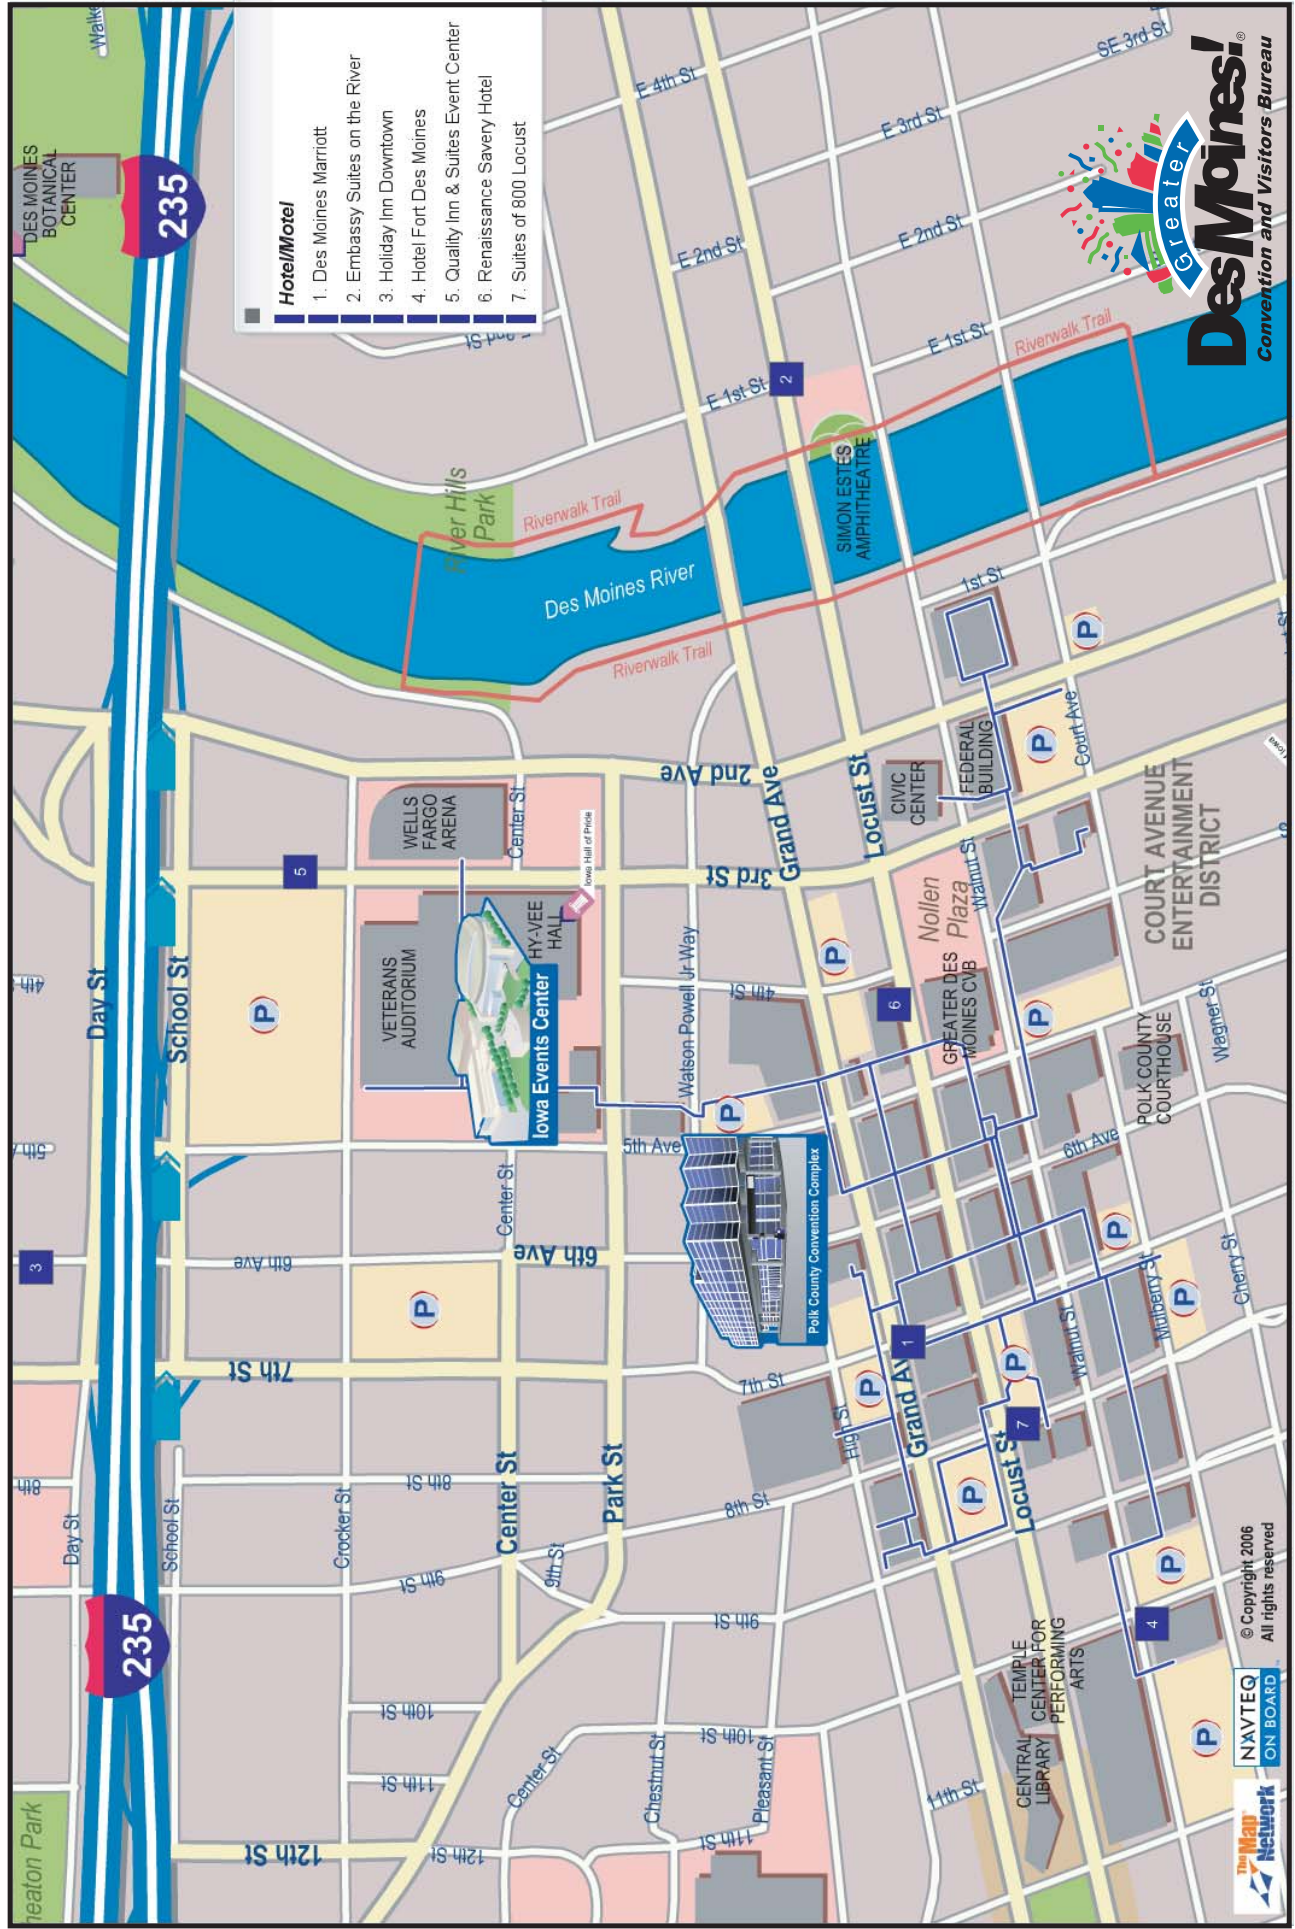 Hotel/Motel
1. Des Moines Marriott
2. Embassy Suites on the River
3. Holiday Inn Downtown
4. Hotel Fort Des Moines
5. Quality Inn & Suites Event Center
6. Renaissance Savery Hotel
7. Suites of 800 Locust
Greater
Des Moines!®
Convention and Visitors Bureau
DES MOINES
BOTANICAL
CENTER
235
235
River Hills
Park
Riverwalk Trail
Riverwalk Trail
Riverwalk Trail
Des Moines River
SIMON ESTES
AMPHITHEATRE
E 4th St
SE 3rd St
E 3rd St
E 2nd St
E 2nd St
E 1st St
E 1st St
1st St
WELLS
FARGO
ARENA
VETERANS
AUDITORIUM
HY-VEE
HALL
Iowa Hall of Pride
Iowa Events Center
Polk County Convention Complex
CIVIC
CENTER
FEDERAL
BUILDING
Nollen
Plaza
GREATER DES
MOINES CVB
COURT AVENUE
ENTERTAINMENT
DISTRICT
POLK COUNTY
COURTHOUSE
TEMPLE
CENTER FOR
PERFORMING
ARTS
CENTRAL
LIBRARY
heaton Park
Day St
Day St
School St
School St
Crocker St
Center St
Center St
Center St
Center St
Park St
Watson Powell Jr Way
Chestnut St
Pleasant St
High St
Grand Ave
Grand Av
Locust St
Locust St
Walnut St
Walnut St
Court Ave
Mulberry St
Cherry St
Wagner St
2nd Ave
3rd St
4th
4th St
5th
5th Ave
6th Ave
6th Ave
6th Ave
7th St
7th St
8th
8th St
8th St
9th St
9th St
9th St
10th St
10th St
11th St
11th St
11th St
12th St
12th St
1
2
3
4
5
6
7
P
P
P
P
P
P
P
P
P
P
P
P
P
P
© Copyright 2006
All rights reserved
The Map
Network
NAVTEQ
ON BOARD™